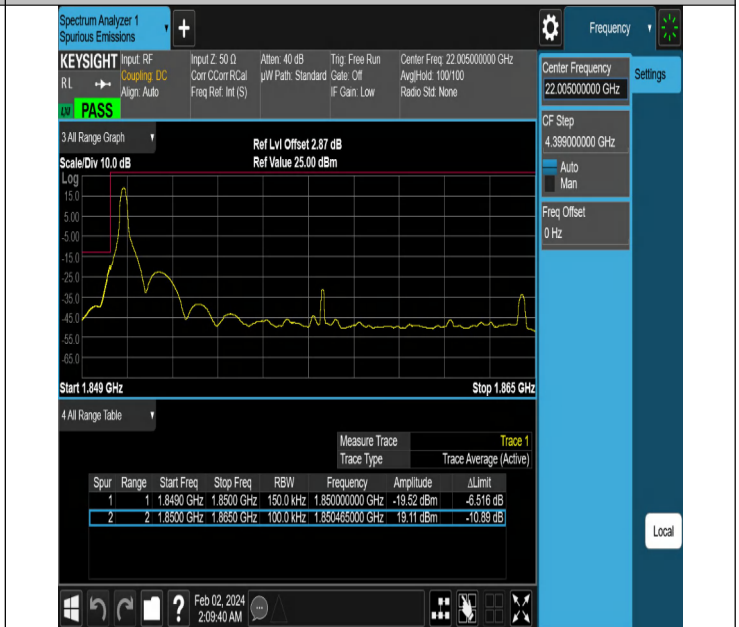 Spectrum Analyzer 1
Spurious Emissions
+
Frequency
KEYSIGHT Input: RF Input Z: 50 Ω Atten: 40 dB Trig: Free Run Center Freq: 22.005000000 GHz
RL Coupling: DC Corr CCorr RCal µW Path: Standard Gate: Off Avg|Hold: 100/100
Align: Auto Freq Ref: Int (S) IF Gain: Low Radio Std: None
PASS
Center Frequency
22.005000000 GHz
Settings
CF Step
4.399000000 GHz
Auto
Man
Freq Offset
0 Hz
3 All Range Graph
Ref Lvl Offset 2.87 dB
Scale/Div 10.0 dB Ref Value 25.00 dBm
Log
15.0
5.00
-5.00
-15.0
-25.0
-35.0
-45.0
-55.0
-65.0
Start 1.849 GHz Stop 1.865 GHz
4 All Range Table
Measure Trace Trace 1
Trace Type Trace Average (Active)
Spur Range Start Freq Stop Freq RBW Frequency Amplitude ΔLimit
1 1 1.8490 GHz 1.8500 GHz 150.0 kHz 1.850000000 GHz -19.52 dBm -6.516 dB
2 2 1.8500 GHz 1.8650 GHz 100.0 kHz 1.850465000 GHz 19.11 dBm -10.89 dB
Local
?
Feb 02, 2024
2:09:40 AM